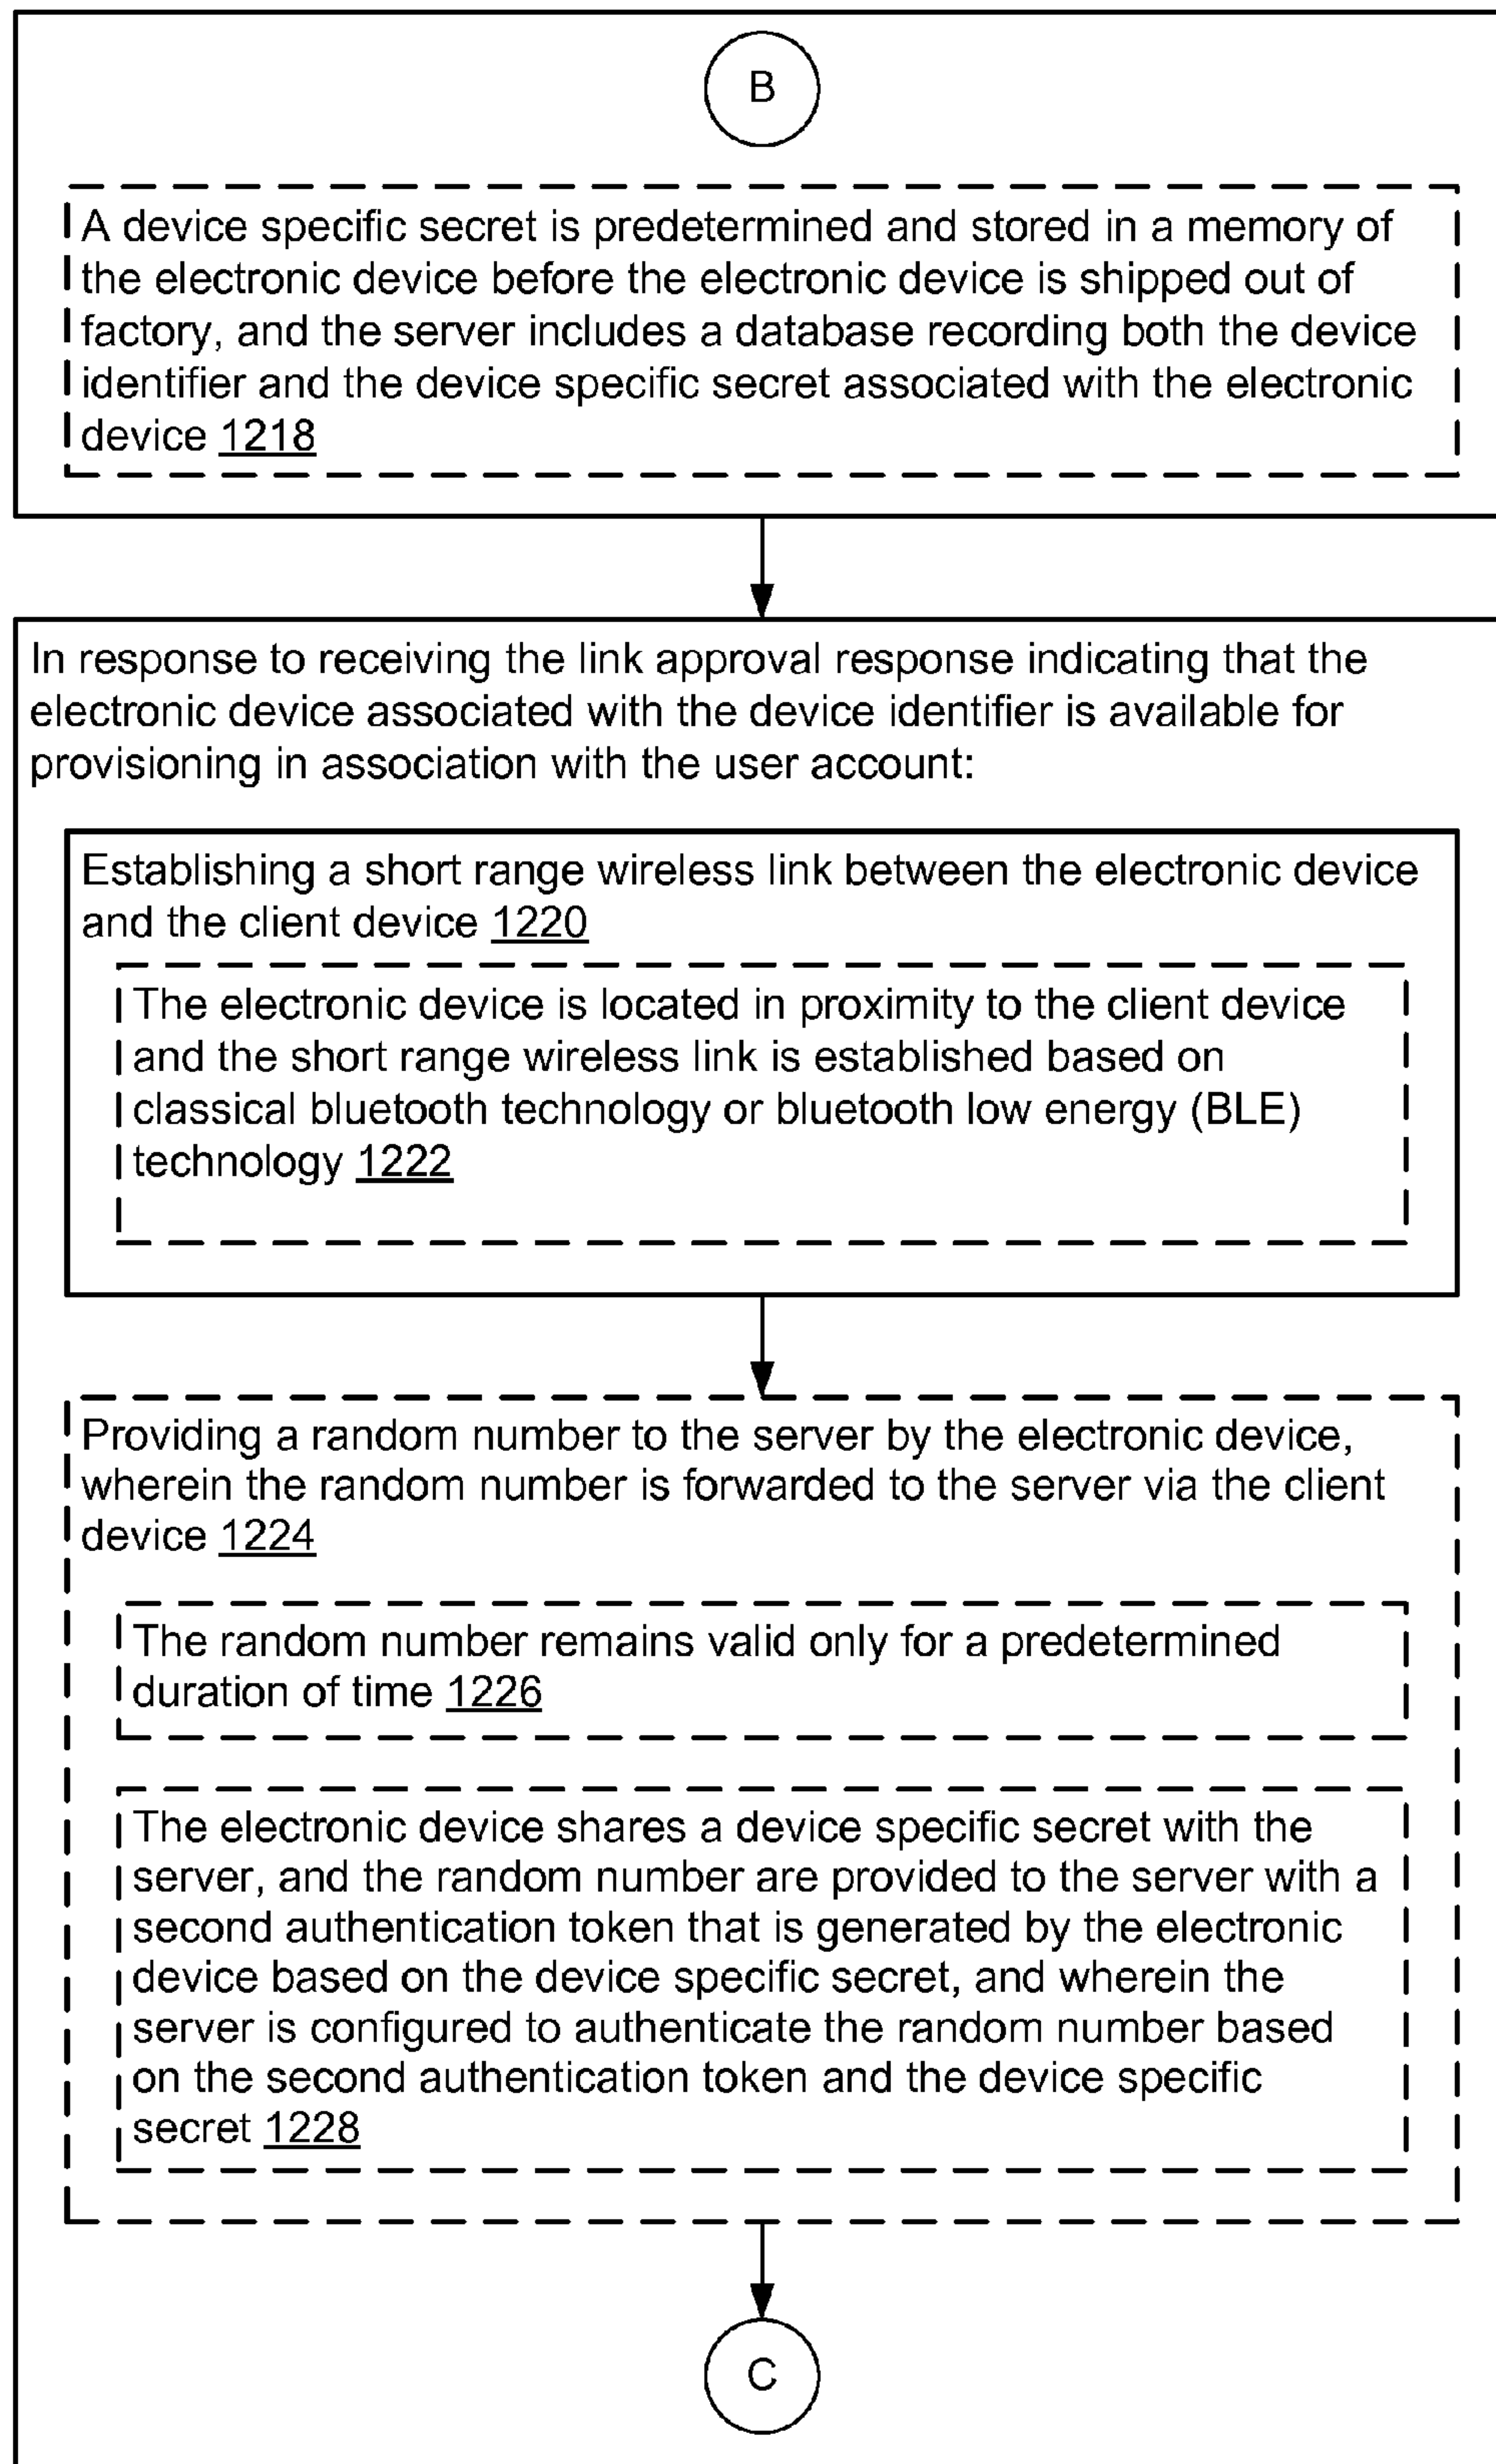 B
A device specific secret is predetermined and stored in a memory of
the electronic device before the electronic device is shipped out of
factory, and the server includes a database recording both the device
identifier and the device specific secret associated with the electronic
device 1218
In response to receiving the link approval response indicating that the
electronic device associated with the device identifier is available for
provisioning in association with the user account:
Establishing a short range wireless link between the electronic device
and the client device 1220
The electronic device is located in proximity to the client device
and the short range wireless link is established based on
classical bluetooth technology or bluetooth low energy (BLE)
technology 1222
Providing a random number to the server by the electronic device,
wherein the random number is forwarded to the server via the client
device 1224
The random number remains valid only for a predetermined
duration of time 1226
The electronic device shares a device specific secret with the
server, and the random number are provided to the server with a
second authentication token that is generated by the electronic
device based on the device specific secret, and wherein the
server is configured to authenticate the random number based
on the second authentication token and the device specific
secret 1228
C